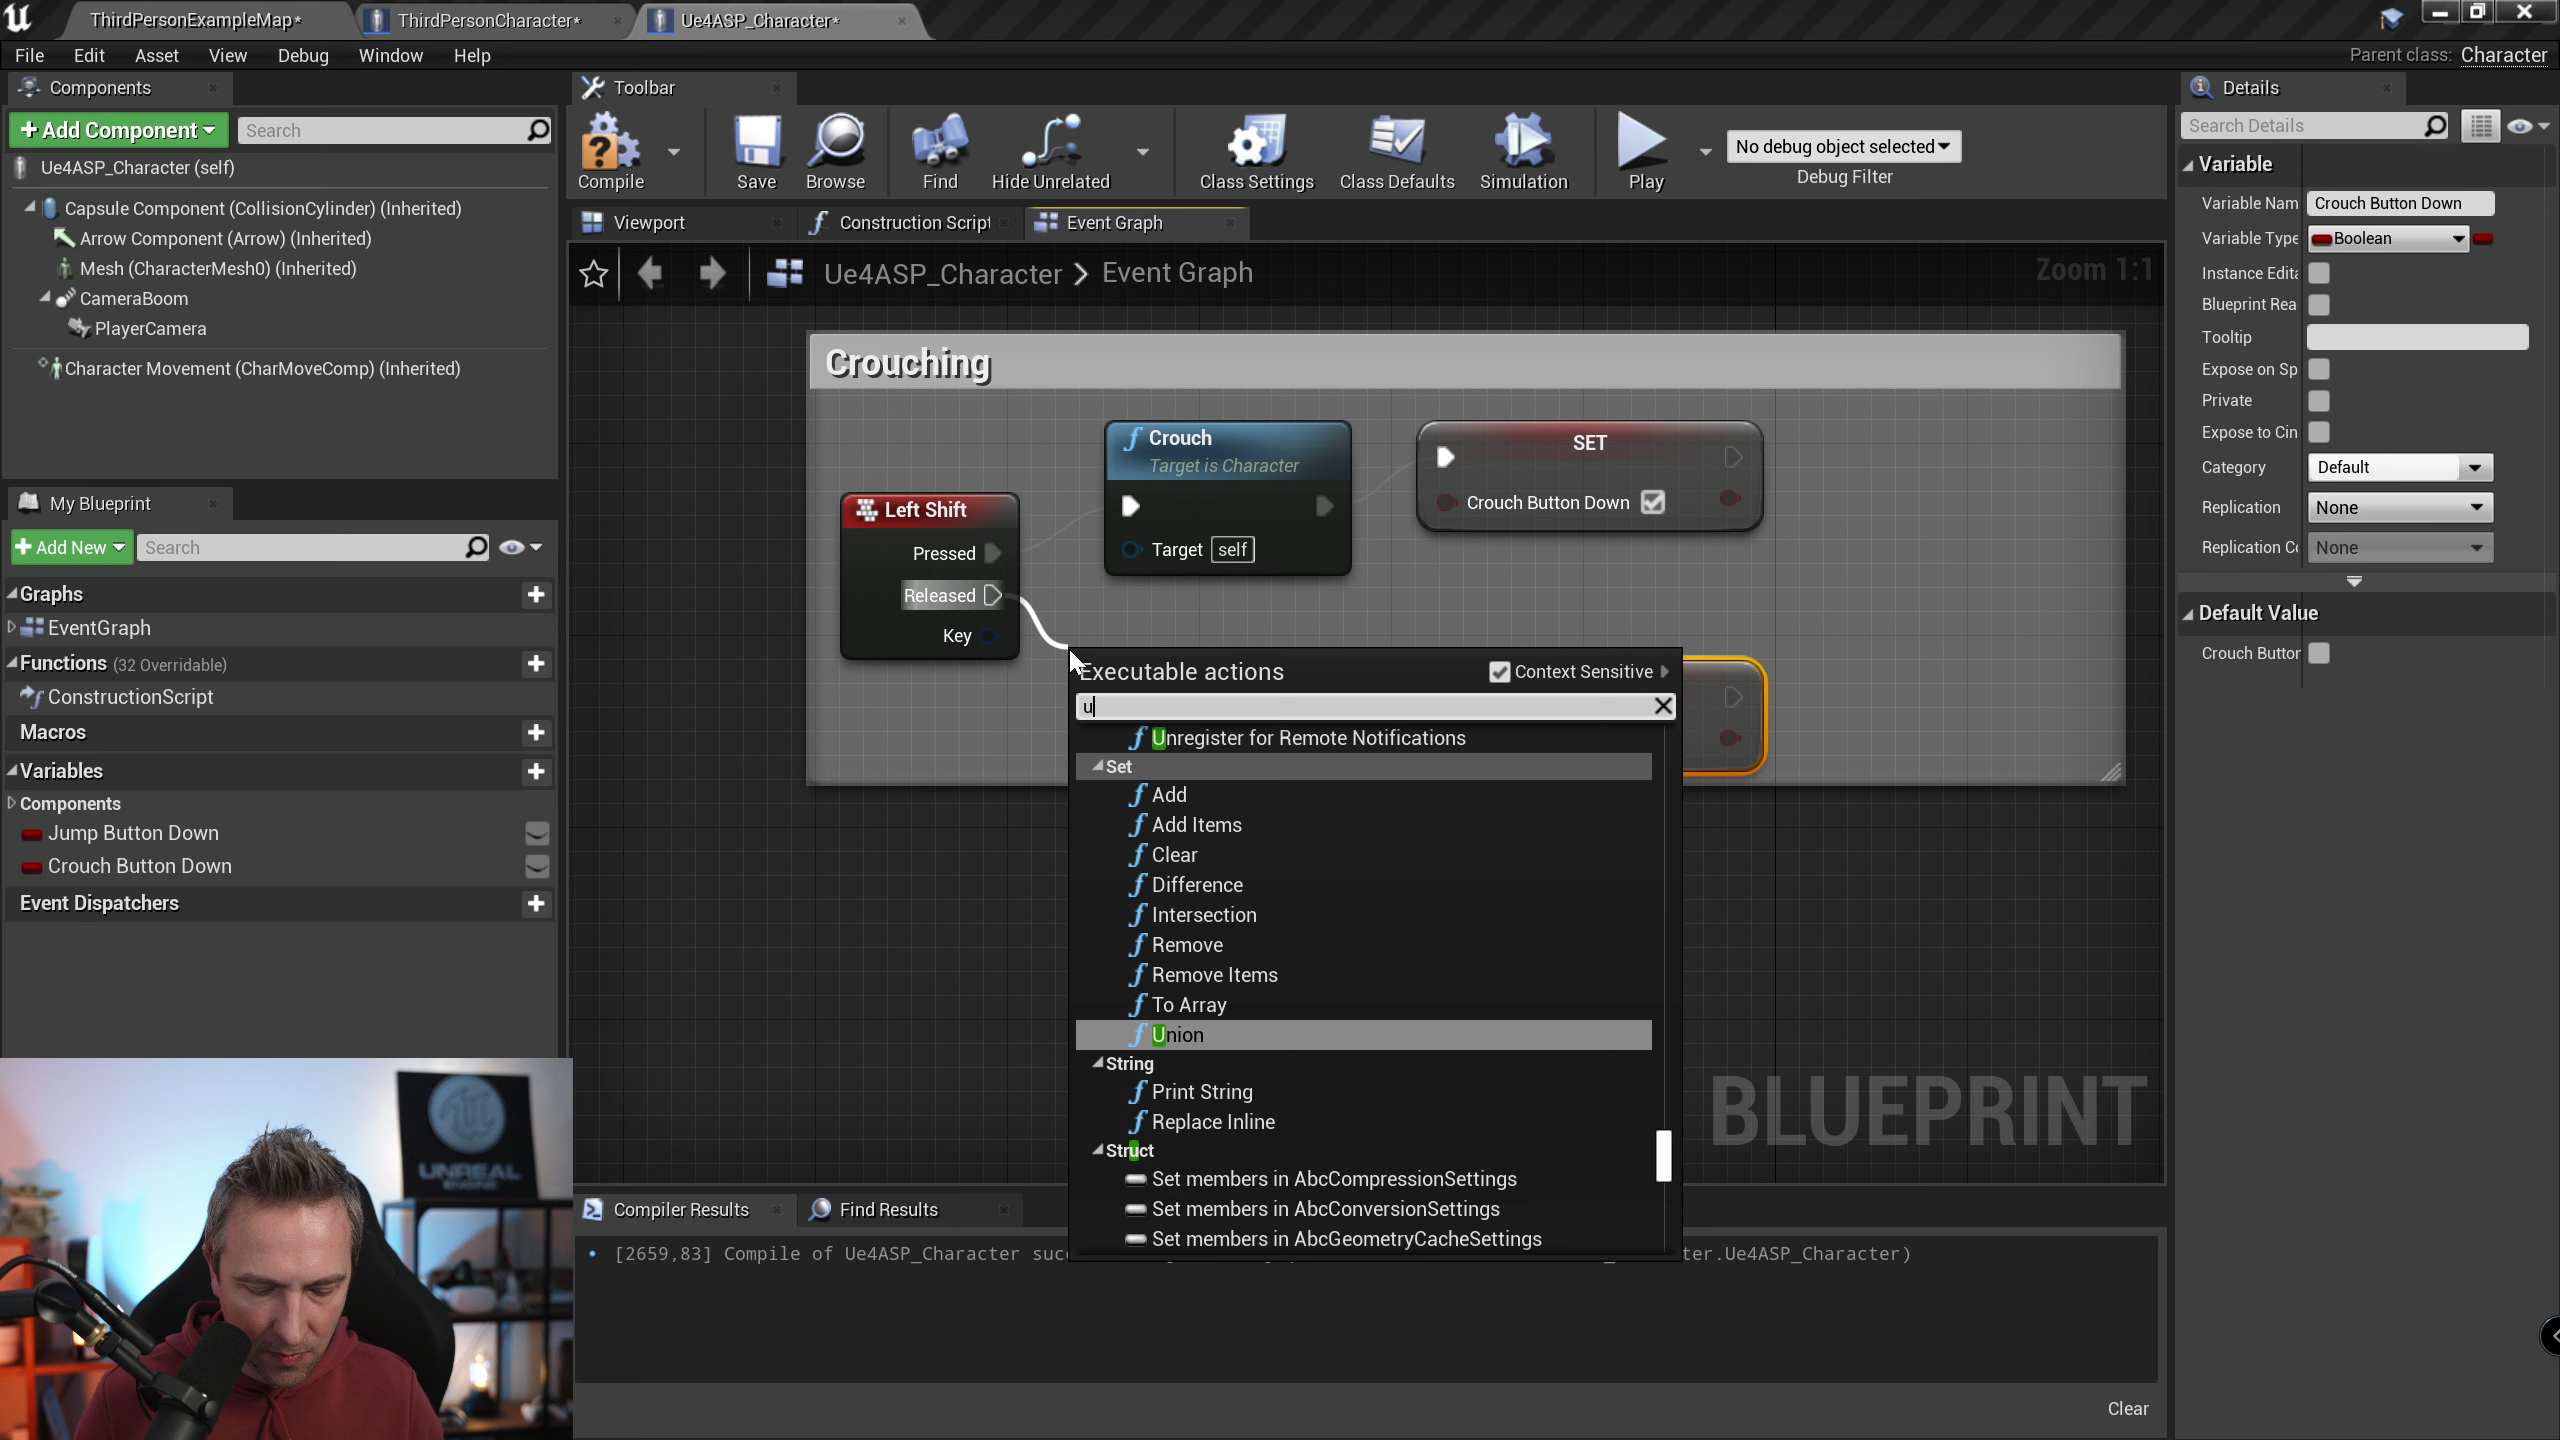 ThirdPersonExampleMap*
ThirdPersonCharacter*
Ue4ASP_Character*
File Edit Asset View Debug Window Help
Parent class: Character
Components
Add Component
Search
Ue4ASP_Character (self)
Capsule Component (CollisionCylinder) (Inherited)
Arrow Component (Arrow) (Inherited)
Mesh (CharacterMesh0) (Inherited)
CameraBoom
PlayerCamera
Character Movement (CharMoveComp) (Inherited)
My Blueprint
Add New
Search
Graphs
EventGraph
Functions (32 Overridable)
ConstructionScript
Macros
Variables
Components
Jump Button Down
Crouch Button Down
Event Dispatchers
Toolbar
Compile
Save
Browse
Find
Hide Unrelated
Class Settings
Class Defaults
Simulation
Play
No debug object selected
Debug Filter
Viewport
Construction Script
Event Graph
Ue4ASP_Character > Event Graph
Zoom 1:1
Crouching
Left Shift
Pressed
Released
Key
Crouch
Target is Character
Target self
SET
Crouch Button Down
Executable actions
Context Sensitive
u
Unregister for Remote Notifications
Set
Add
Add Items
Clear
Difference
Intersection
Remove
Remove Items
To Array
Union
String
Print String
Replace Inline
Struct
Set members in AbcCompressionSettings
Set members in AbcConversionSettings
Set members in AbcGeometryCacheSettings
BLUEPRINT
Compiler Results
Find Results
[2659,83] Compile of Ue4ASP_Character suc
ter.Ue4ASP_Character)
Clear
Details
Search Details
Variable
Variable Nam Crouch Button Down
Variable Type Boolean
Instance Edita
Blueprint Rea
Tooltip
Expose on Sp
Private
Expose to Cin
Category Default
Replication None
Replication Co None
Default Value
Crouch Button
UNREAL
ENGINE